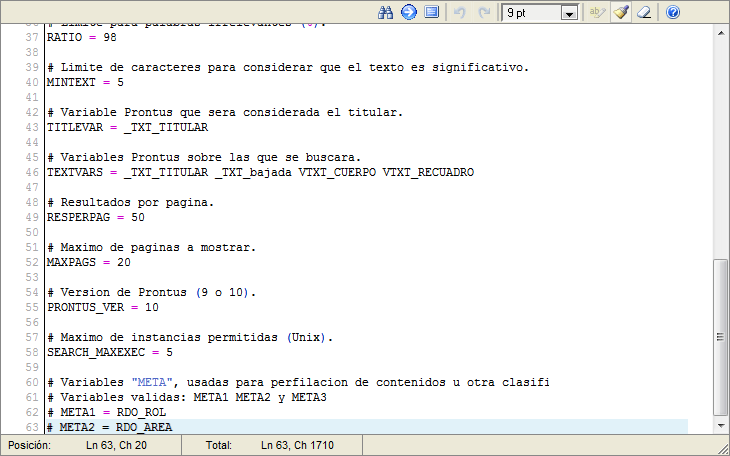 9 pt
36 # Limite para palabras irrelevantes (%).
37 RATIO = 98
38
39 # Limite de caracteres para considerar que el texto es significativo.
40 MINTEXT = 5
41
42 # Variable Prontus que sera considerada el titular.
43 TITLEVAR = _TXT_TITULAR
44
45 # Variables Prontus sobre las que se buscara.
46 TEXTVARS = _TXT_TITULAR _TXT_bajada VTXT_CUERPO VTXT_RECUADRO
47
48 # Resultados por pagina.
49 RESPERPAG = 50
50
51 # Maximo de paginas a mostrar.
52 MAXPAGS = 20
53
54 # Version de Prontus (9 o 10).
55 PRONTUS_VER = 10
56
57 # Maximo de instancias permitidas (Unix).
58 SEARCH_MAXEXEC = 5
59
60 # Variables "META", usadas para perfilacion de contenidos u otra clasifi
61 # Variables validas: META1 META2 y META3
62 # META1 = RDO_ROL
63 # META2 = RDO_AREA
Posición: Ln 63, Ch 20 Total: Ln 63, Ch 1710